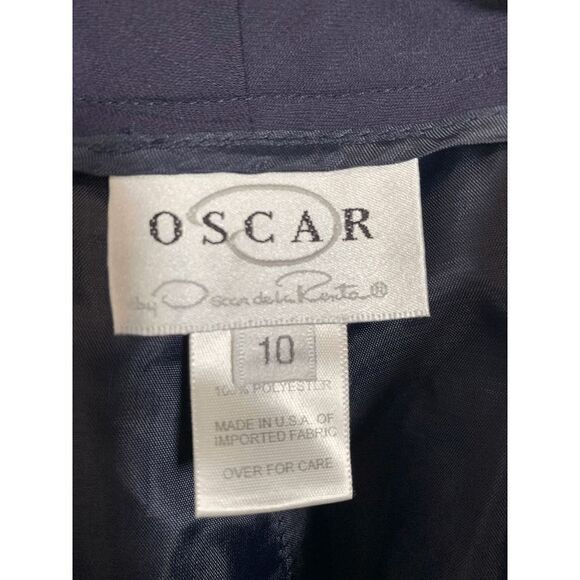 OSCAR
by Oscar de la Renta®
10
100% POLYESTER
MADE IN U.S.A. OF
IMPORTED FABRIC
OVER FOR CARE